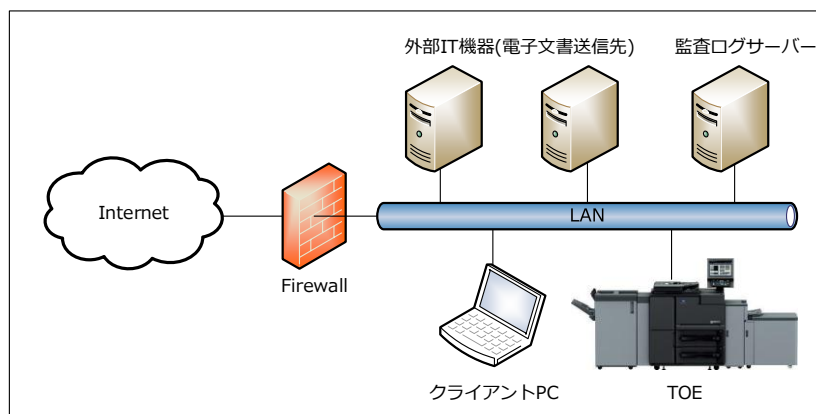 外部IT機器(電子文書送信先)
監査ログサーバー
Internet
LAN
Firewall
クライアントPC
TOE